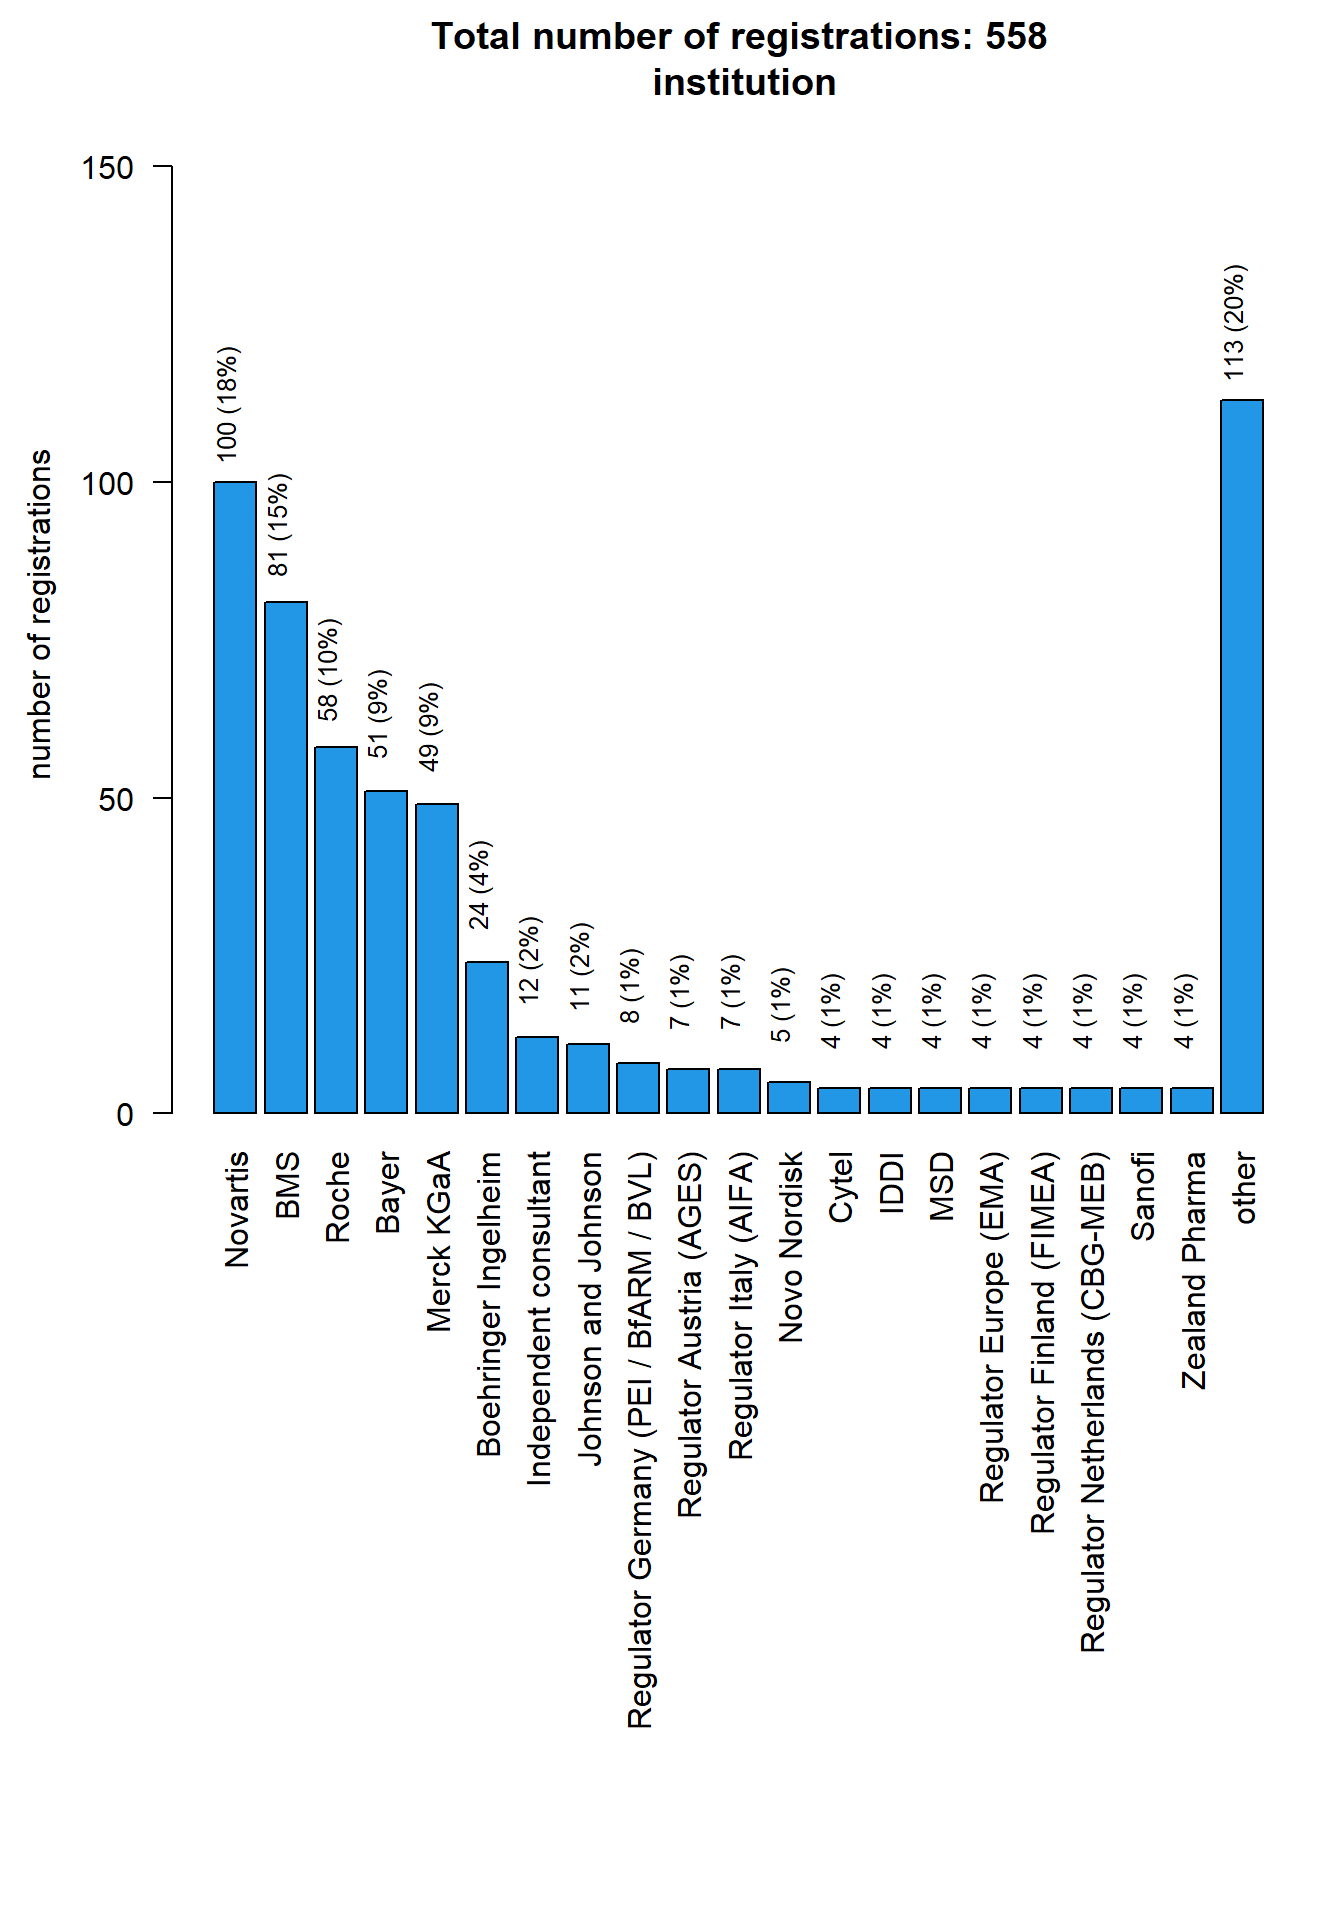 Total number of registrations: 558
institution
number of registrations
150
100
50
0
100 (18%)
81 (15%)
58 (10%)
51 (9%)
49 (9%)
24 (4%)
12 (2%)
11 (2%)
8 (1%)
7 (1%)
7 (1%)
5 (1%)
4 (1%)
4 (1%)
4 (1%)
4 (1%)
4 (1%)
4 (1%)
4 (1%)
4 (1%)
113 (20%)
Novartis
BMS
Roche
Bayer
Merck KGaA
Boehringer Ingelheim
Independent consultant
Johnson and Johnson
Regulator Germany (PEI / BfARM / BVL)
Regulator Austria (AGES)
Regulator Italy (AIFA)
Novo Nordisk
Cytel
IDDI
MSD
Regulator Europe (EMA)
Regulator Finland (FIMEA)
Regulator Netherlands (CBG-MEB)
Sanofi
Zealand Pharma
other